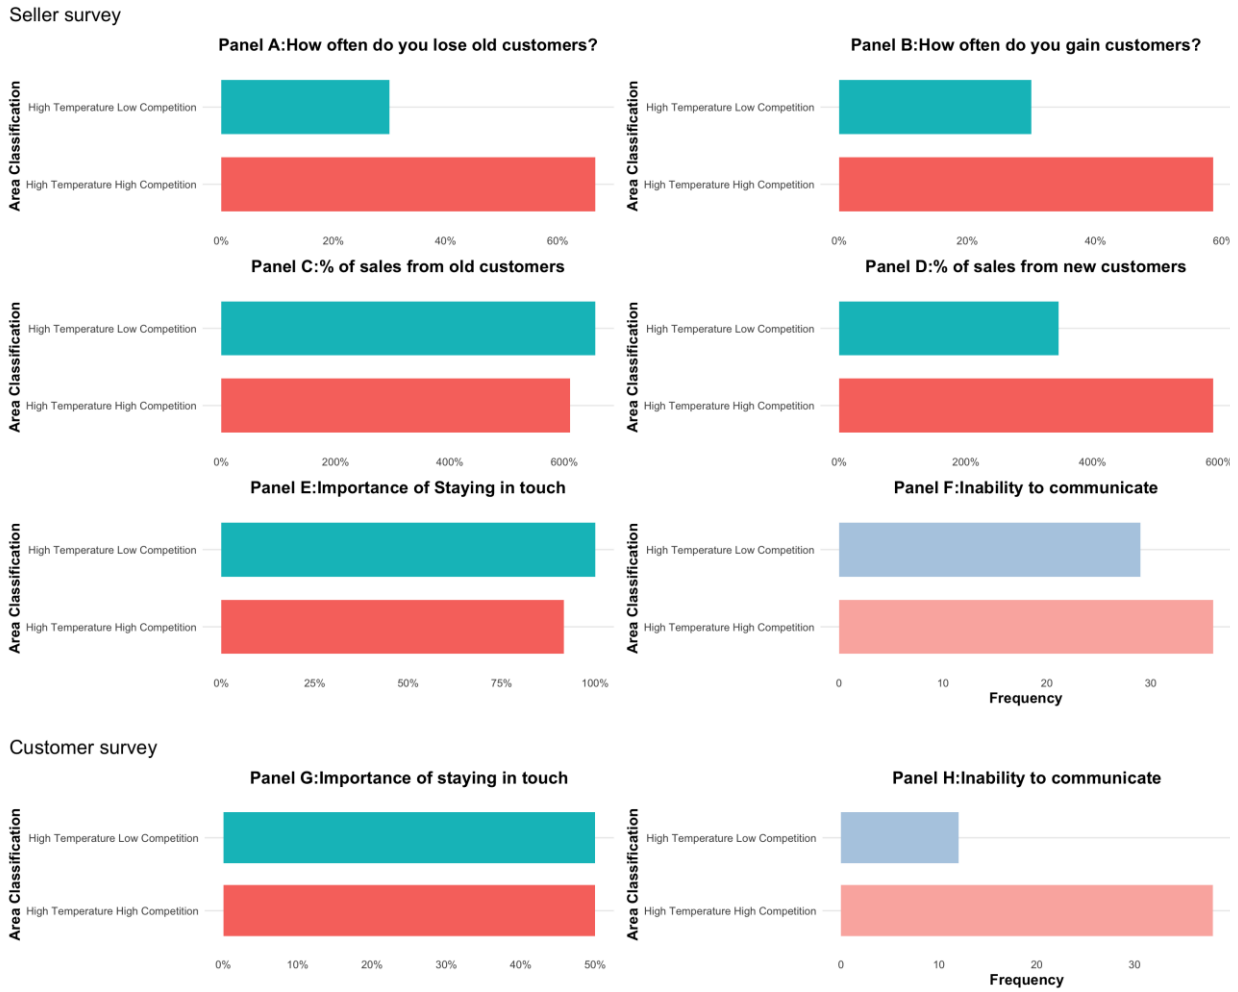 Seller survey
Panel A:How often do you lose old customers?
Area Classification
High Temperature Low Competition
High Temperature High Competition
0% 20% 40% 60%
Panel B:How often do you gain customers?
Area Classification
High Temperature Low Competition
High Temperature High Competition
0% 20% 40% 60%
Panel C:% of sales from old customers
Area Classification
High Temperature Low Competition
High Temperature High Competition
0% 200% 400% 600%
Panel D:% of sales from new customers
Area Classification
High Temperature Low Competition
High Temperature High Competition
0% 200% 400% 600%
Panel E:Importance of Staying in touch
Area Classification
High Temperature Low Competition
High Temperature High Competition
0% 25% 50% 75% 100%
Panel F:Inability to communicate
Area Classification
High Temperature Low Competition
High Temperature High Competition
0 10 20 30
Frequency
Customer survey
Panel G:Importance of staying in touch
Area Classification
High Temperature Low Competition
High Temperature High Competition
0% 10% 20% 30% 40% 50%
Panel H:Inability to communicate
Area Classification
High Temperature Low Competition
High Temperature High Competition
0 10 20 30
Frequency